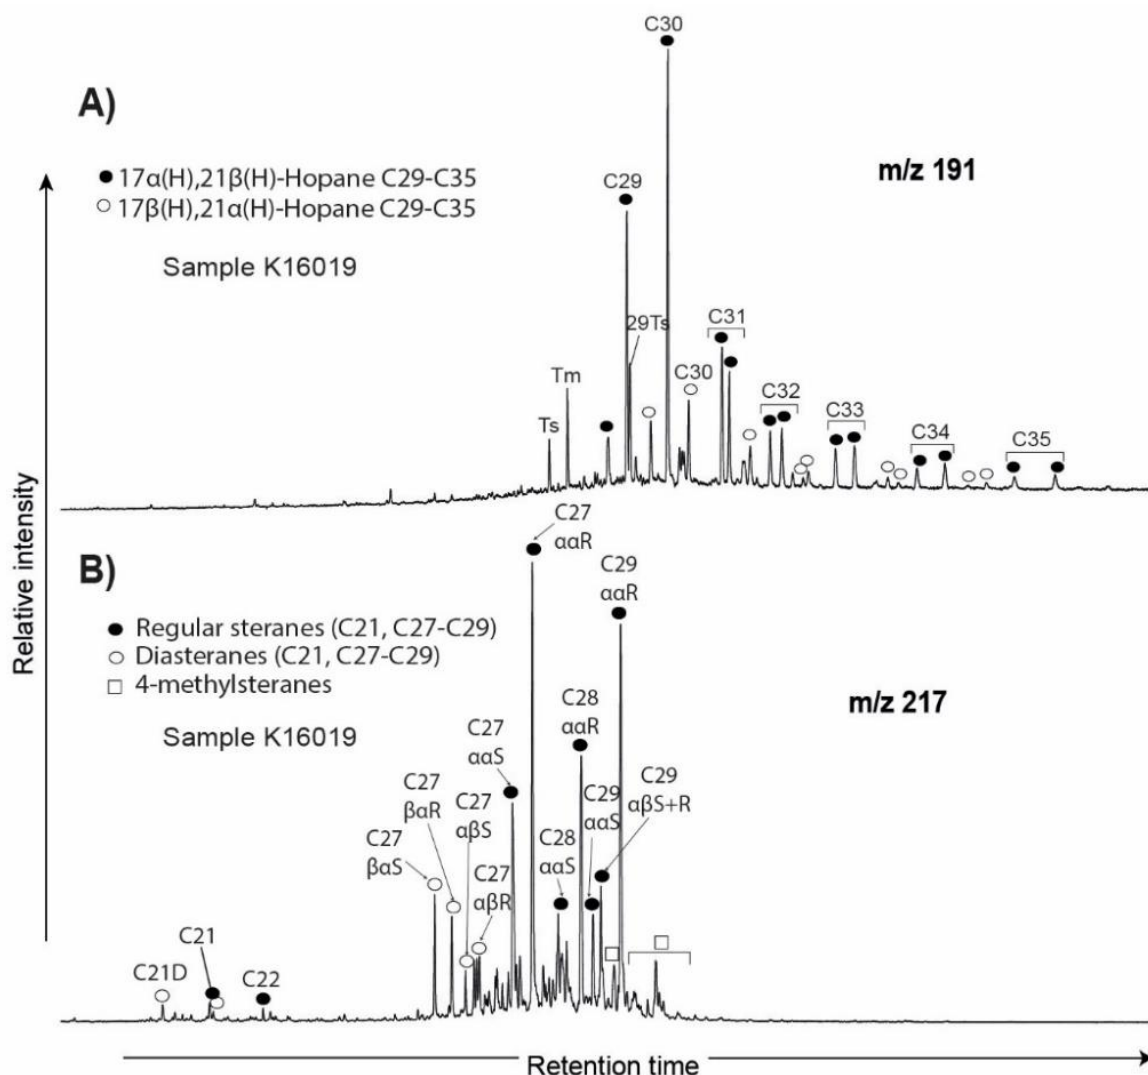 C30
A)
17α(H),21β(H)-Hopane C29-C35
17β(H),21α(H)-Hopane C29-C35
Sample K16019
m/z 191
C29
29Ts
C31
Tm
C30
Ts
C32
C33
C34
C35
Relative intensity
B)
Regular steranes (C21, C27-C29)
Diasteranes (C21, C27-C29)
4-methylsteranes
Sample K16019
m/z 217
C27
ααR
C29
ααR
C28
ααR
C27
ααS
C27
βαR
C27
αβS
C29
ααS
C29
αβS+R
C27
βαS
C28
ααS
C27
αβR
C21
C21D
C22
Retention time